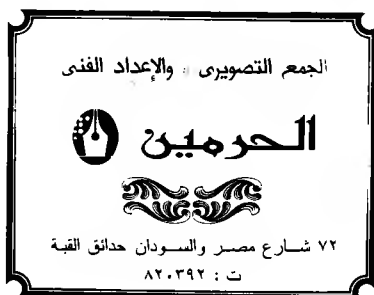 الجمع التصويرى والإعداد الفنى
الحرمين
٧٢ شارع مصر والسودان حدائق القبة
ت : ٨٢٠٣٩٢